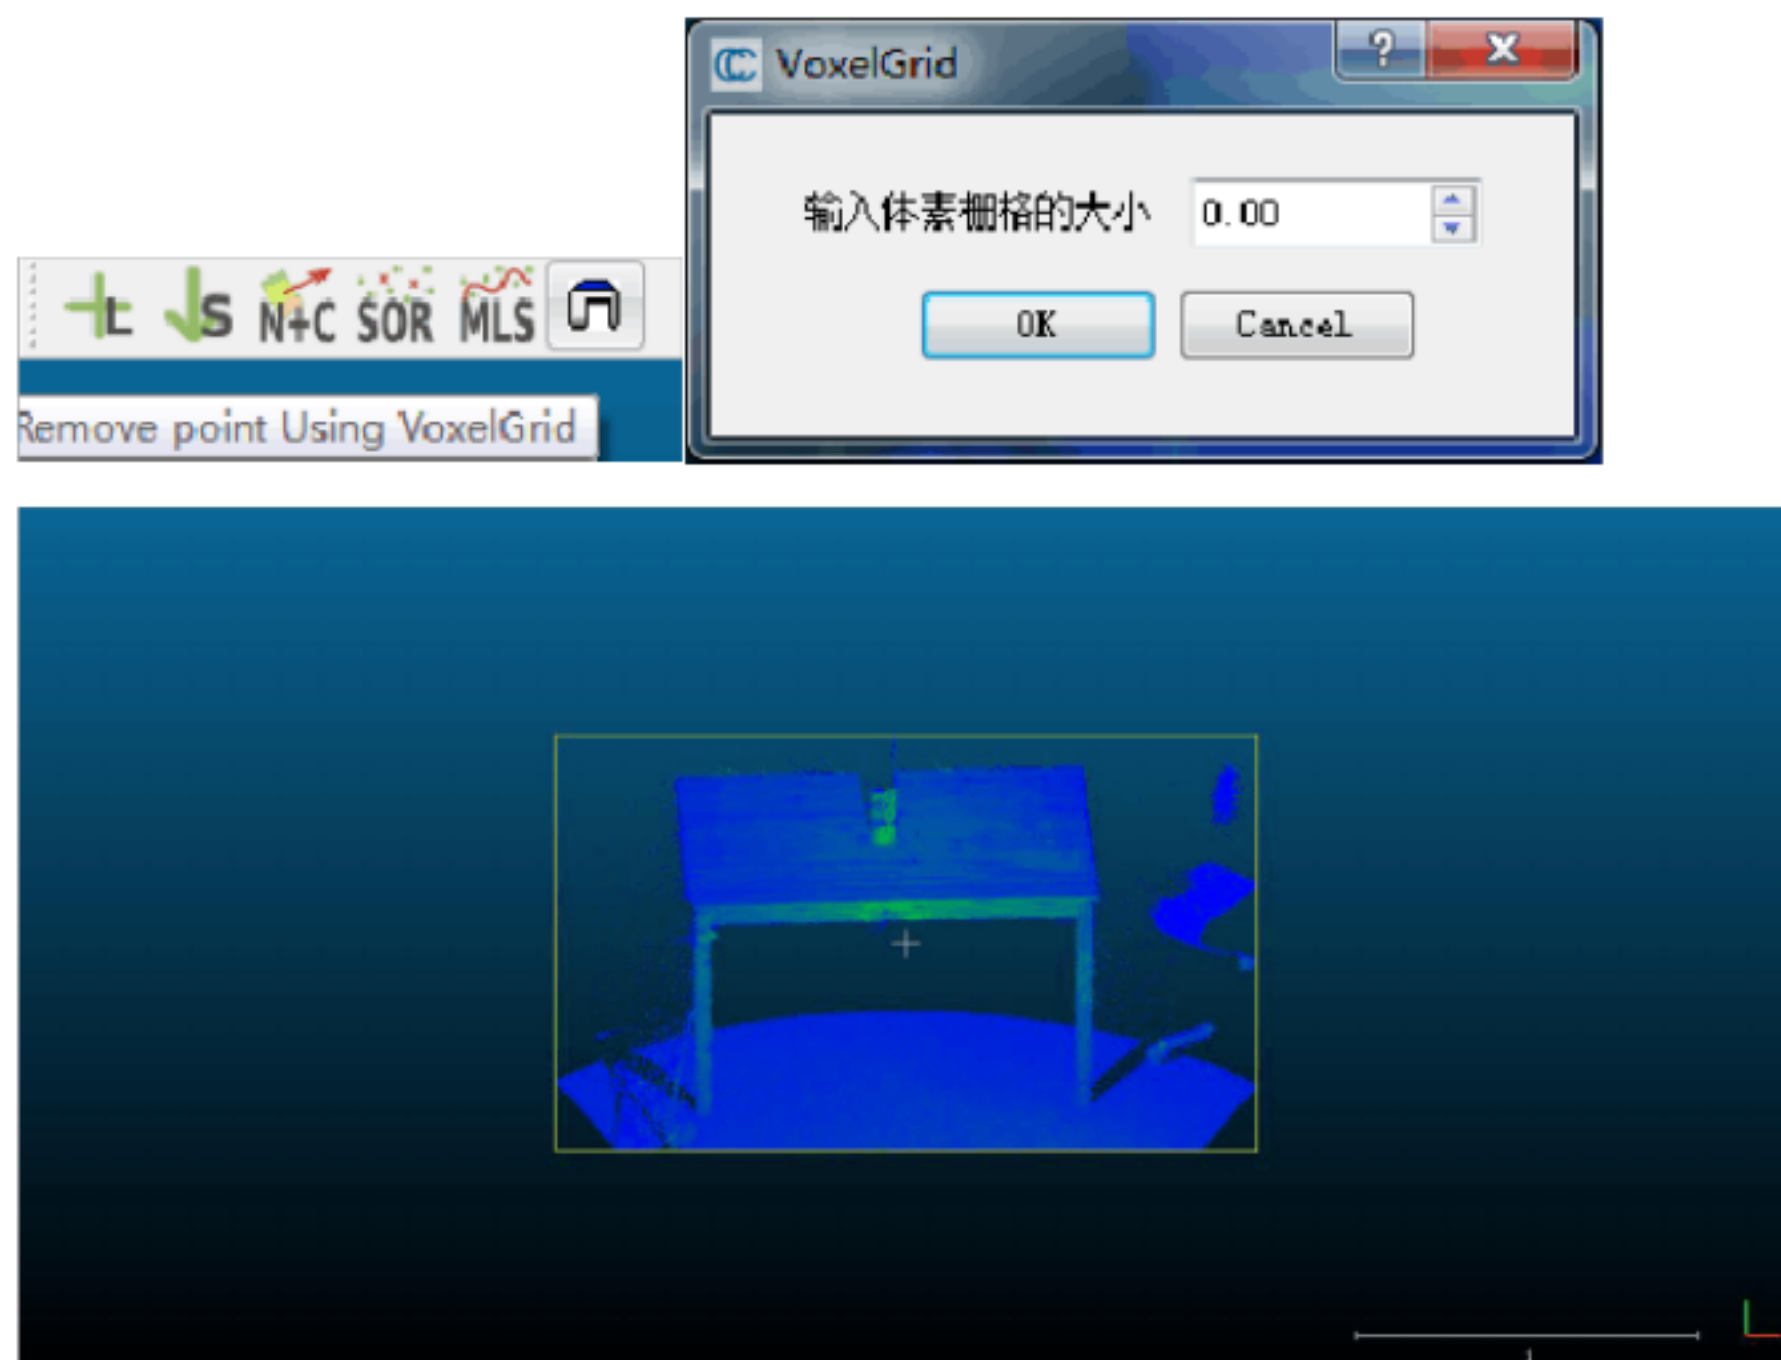 VoxelGrid
输入体素栅格的大小 0.00
OK Cancel
L S N+C SOR MLS
Remove point Using VoxelGrid
1